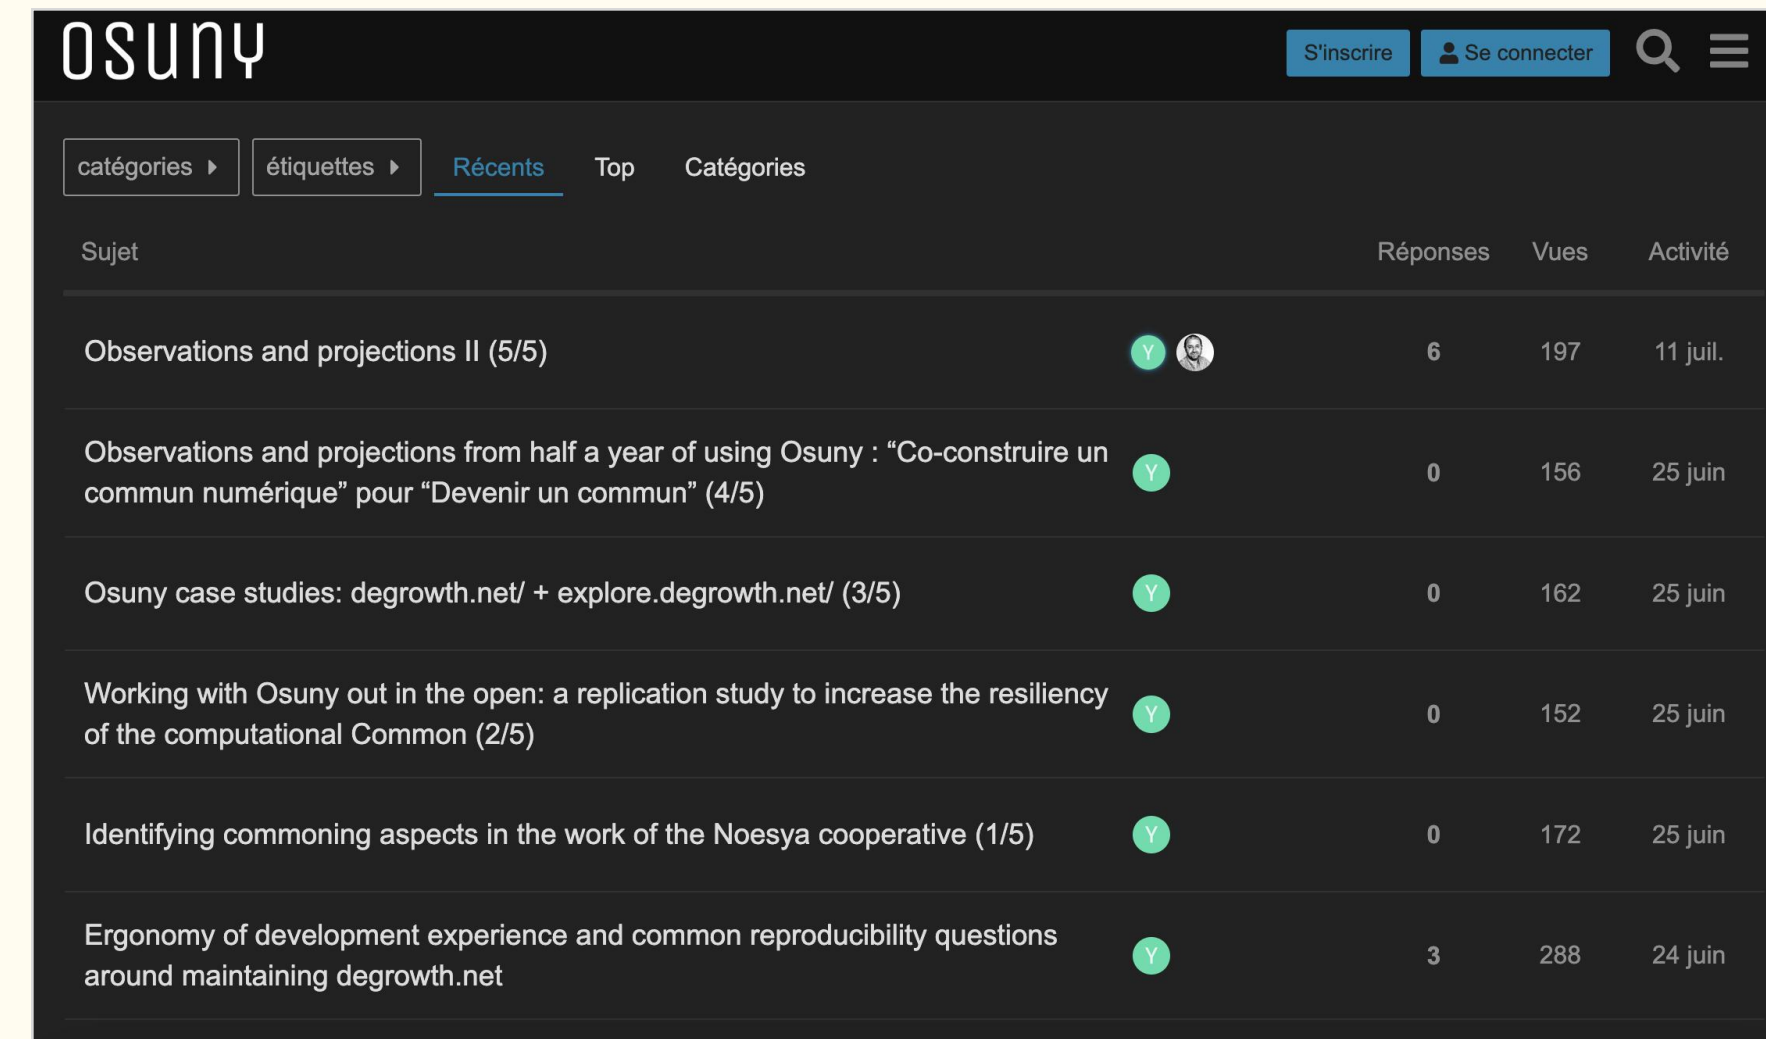 OSUNY
S'inscrire
Se connecter
catégories
étiquettes
Récents
Top
Catégories
Sujet Réponses Vues Activité
Observations and projections II (5/5) Y 6 197 11 juil.
Observations and projections from half a year of using Osuny : “Co-construire un
commun numérique” pour “Devenir un commun” (4/5) Y 0 156 25 juin
Osuny case studies: degrowth.net/ + explore.degrowth.net/ (3/5) Y 0 162 25 juin
Working with Osuny out in the open: a replication study to increase the resiliency
of the computational Common (2/5) Y 0 152 25 juin
Identifying commoning aspects in the work of the Noesya cooperative (1/5) Y 0 172 25 juin
Ergonomy of development experience and common reproducibility questions
around maintaining degrowth.net Y 3 288 24 juin